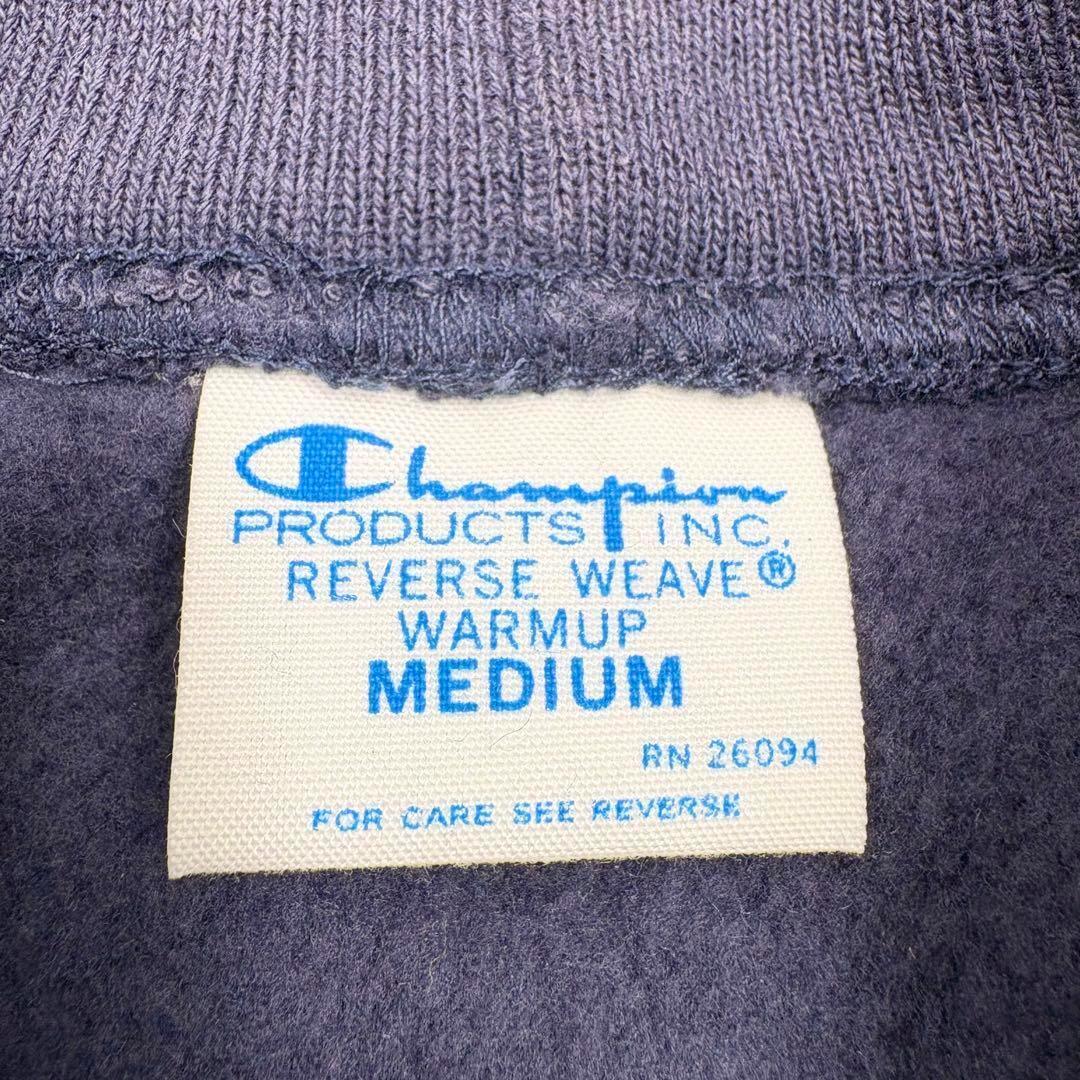 Champion
PRODUCTS INC.
REVERSE WEAVE®
WARMUP
MEDIUM
RN 26094
FOR CARE SEE REVERSE